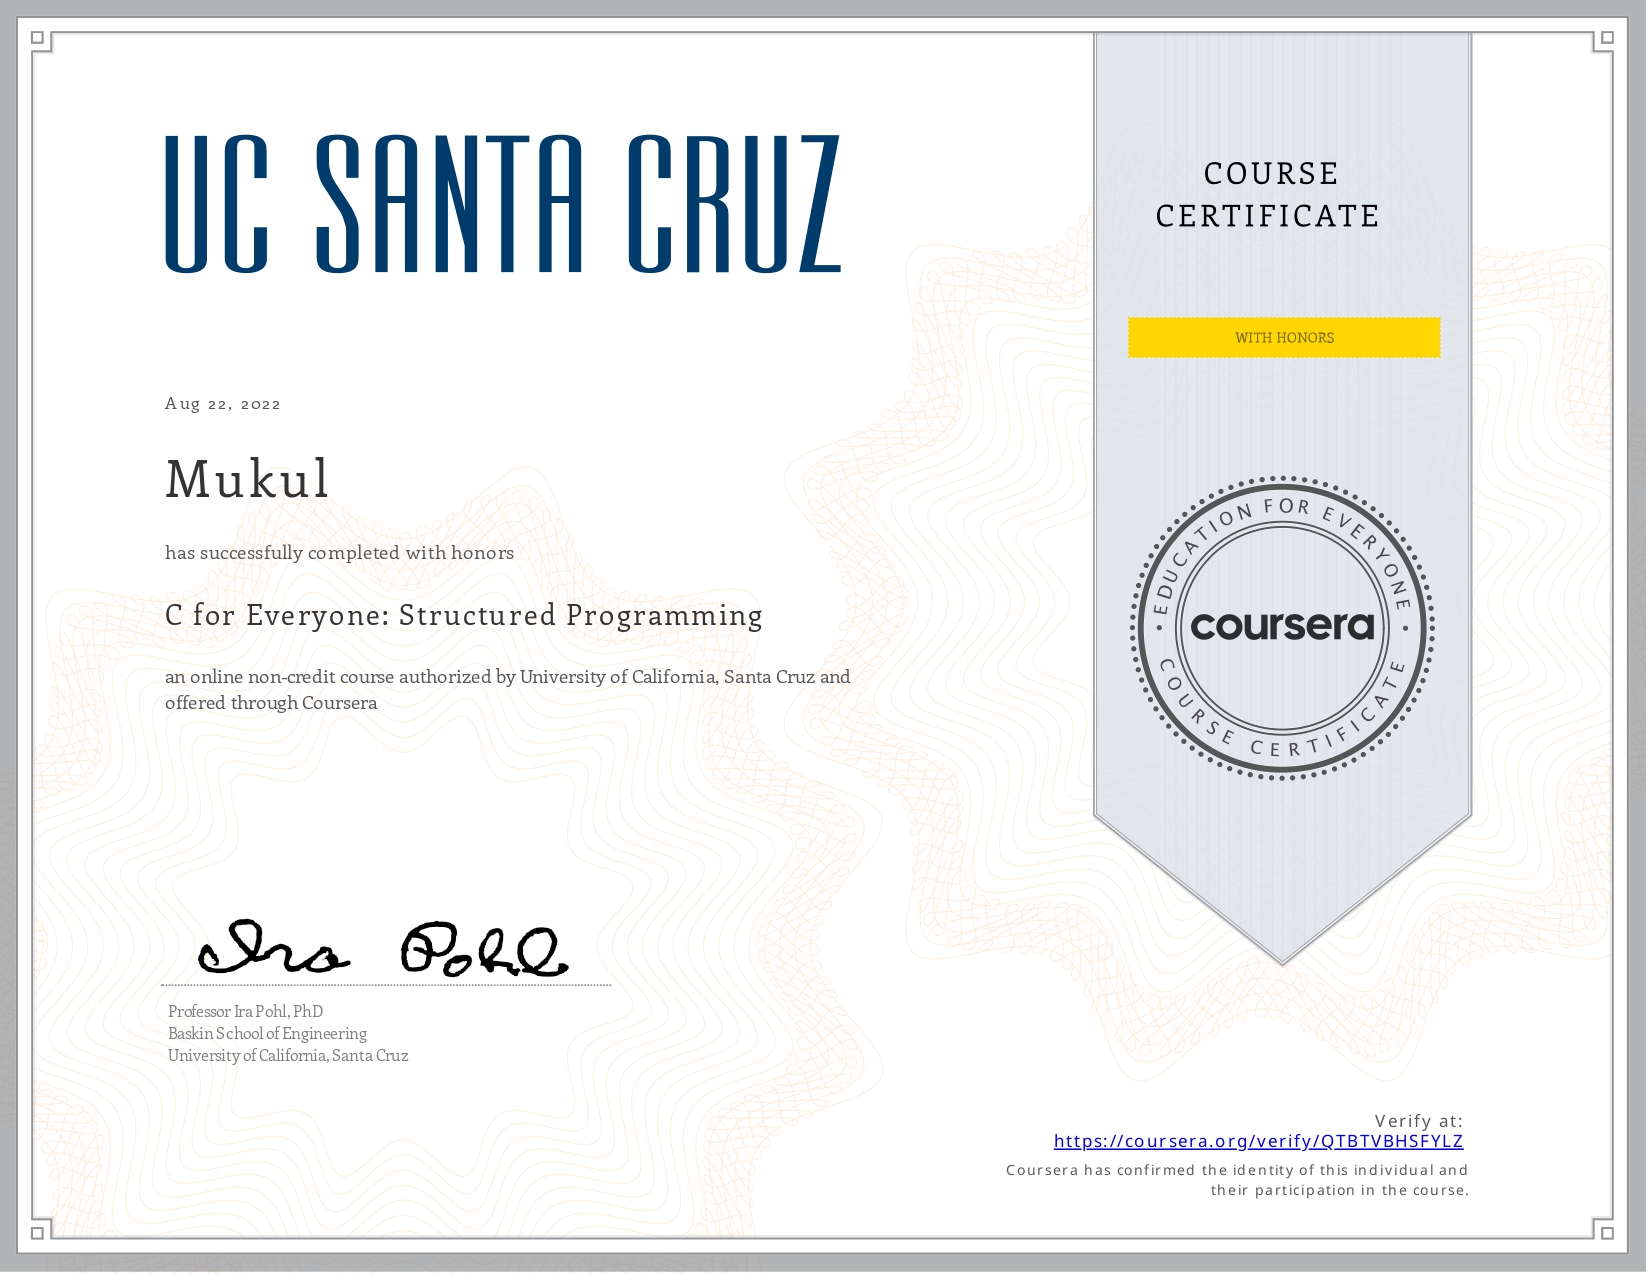 UC SANTA CRUZ
COURSE
CERTIFICATE
WITH HONORS
Aug 22, 2022
Mukul
has successfully completed with honors
C for Everyone: Structured Programming
an online non-credit course authorized by University of California, Santa Cruz and
offered through Coursera
• EDUCATION FOR EVERYONE •
coursera
COURSE CERTIFICATE
Ira Pohl
Professor Ira Pohl, PhD
Baskin School of Engineering
University of California, Santa Cruz
Verify at:
https://coursera.org/verify/QTBTVBHSFYLZ
Coursera has confirmed the identity of this individual and
their participation in the course.